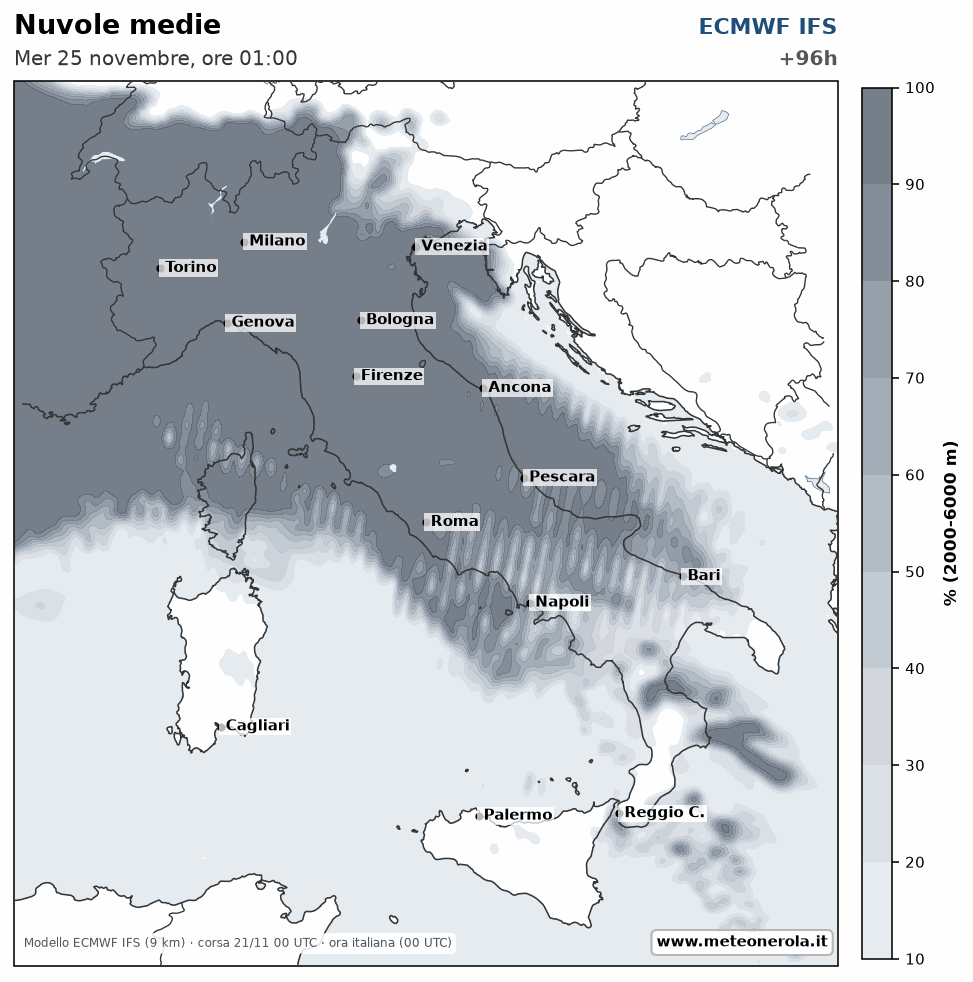 Nuvole medie
ECMWF IFS
Mer 25 novembre, ore 01:00
+96h
100
90
80
70
60
50
40
30
20
10
% (2000-6000 m)
Milano
Venezia
Torino
Genova
Bologna
Firenze
Ancona
Pescara
Roma
Bari
Napoli
Cagliari
Palermo
Reggio C.
Modello ECMWF IFS (9 km) · corsa 21/11 00 UTC · ora italiana (00 UTC)
www.meteonerola.it